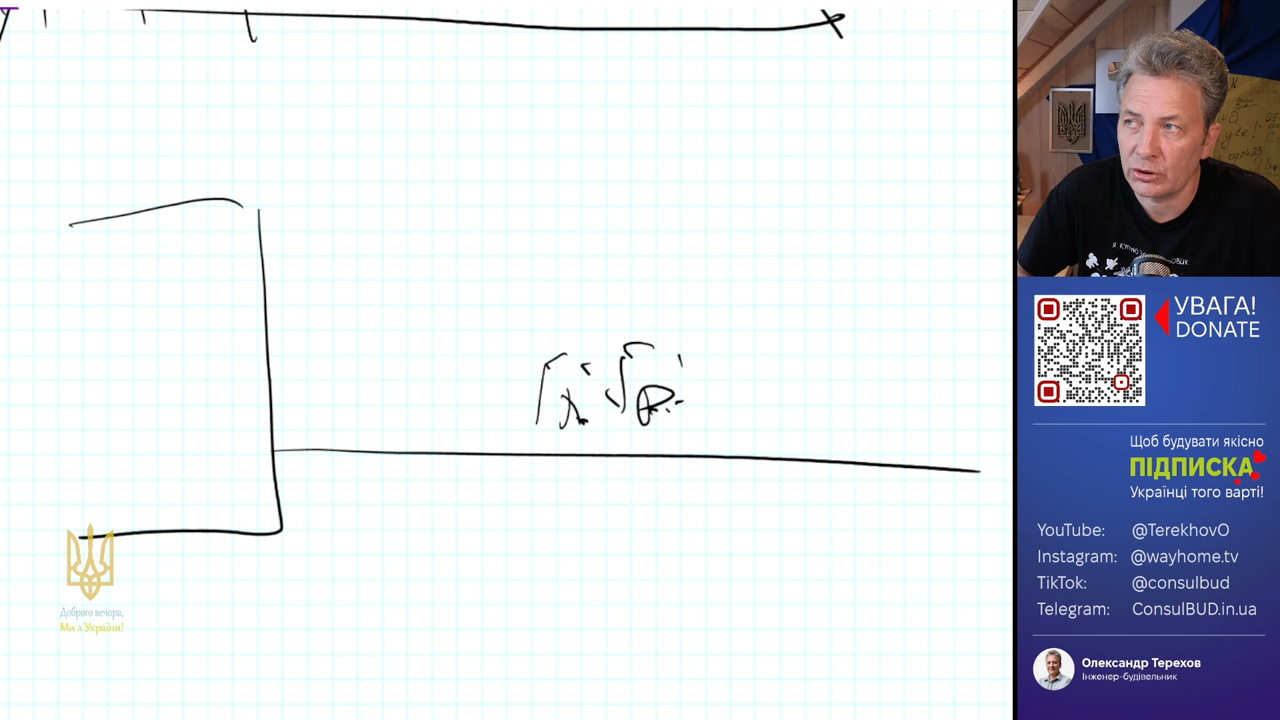 УВАГА!
DONATE
Щоб будувати якісно
ПІДПИСКА
Українці того варті!
YouTube: @TerekhovO
Instagram: @wayhome.tv
TikTok: @consulbud
Telegram: ConsulBUD.in.ua
Олександр Терехов
Інженер-будівельник
Доброго вечора,
Ми з України!